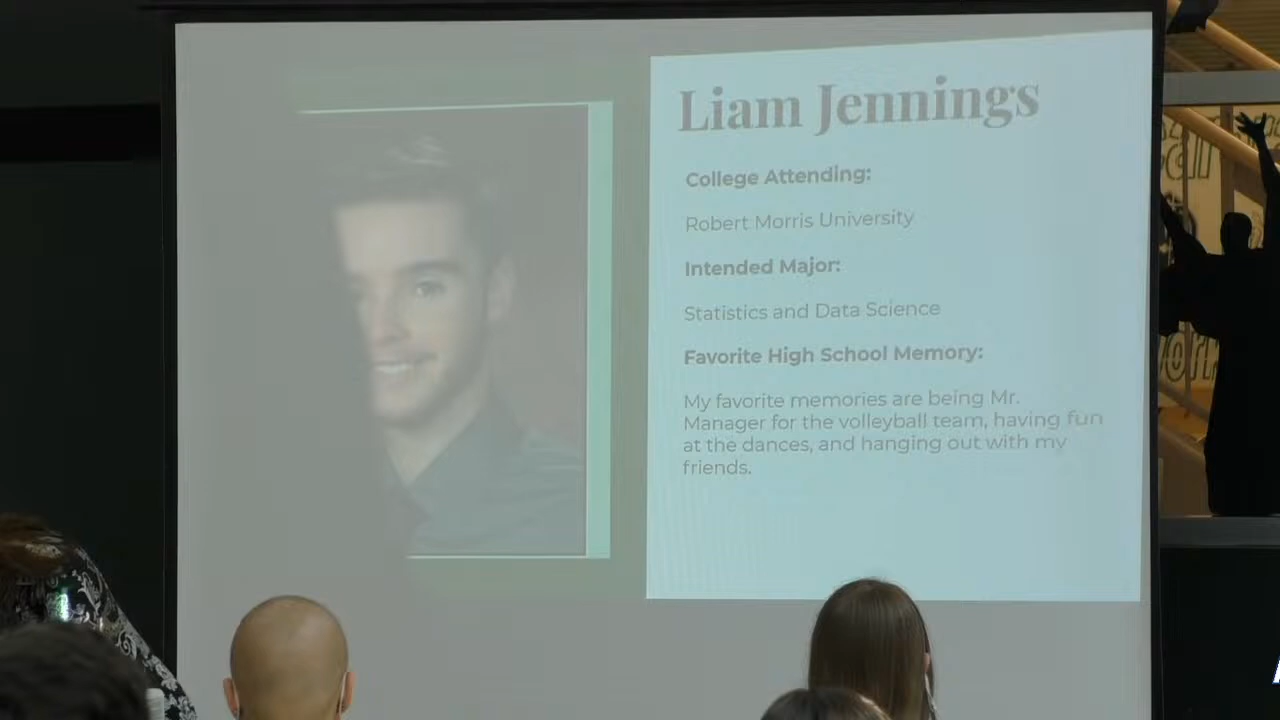 Liam Jennings
College Attending:
Robert Morris University
Intended Major:
Statistics and Data Science
Favorite High School Memory:
My favorite memories are being Mr.
Manager for the volleyball team, having fun
at the dances, and hanging out with my
friends.